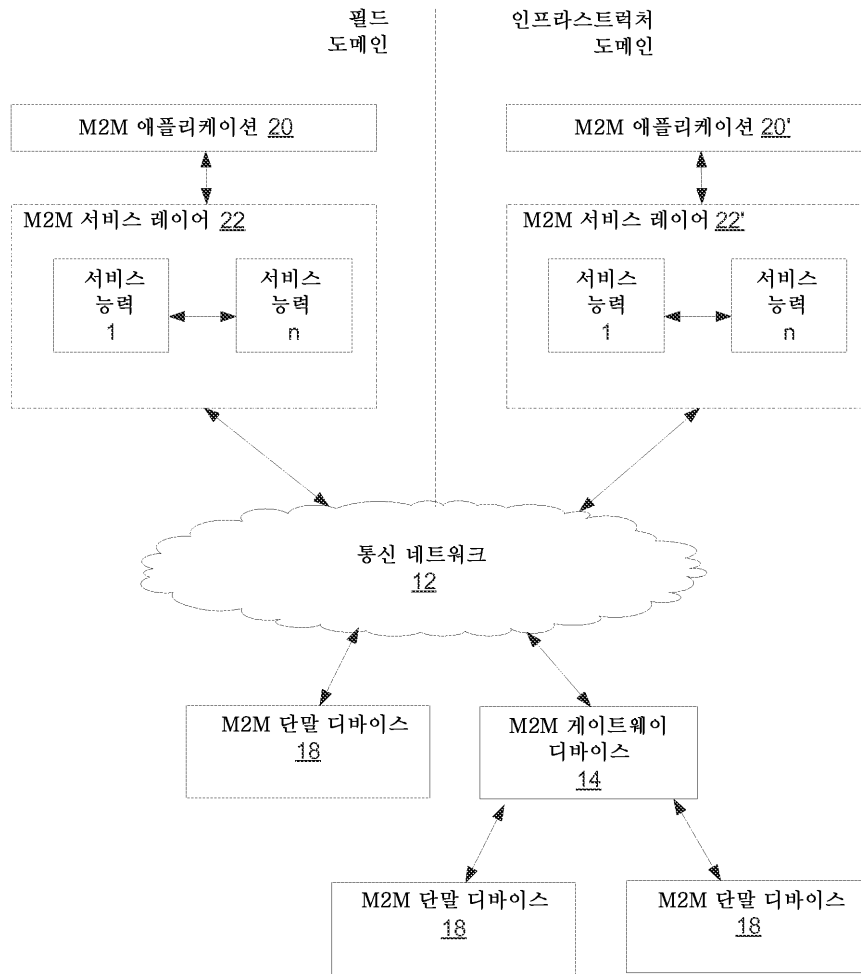 필드
도메인
인프라스트럭처
도메인
M2M 애플리케이션 20
M2M 애플리케이션 20'
M2M 서비스 레이어 22
서비스
능력
1
서비스
능력
n
M2M 서비스 레이어 22'
서비스
능력
1
서비스
능력
n
통신 네트워크
12
M2M 단말 디바이스
18
M2M 게이트웨이
디바이스
14
M2M 단말 디바이스
18
M2M 단말 디바이스
18